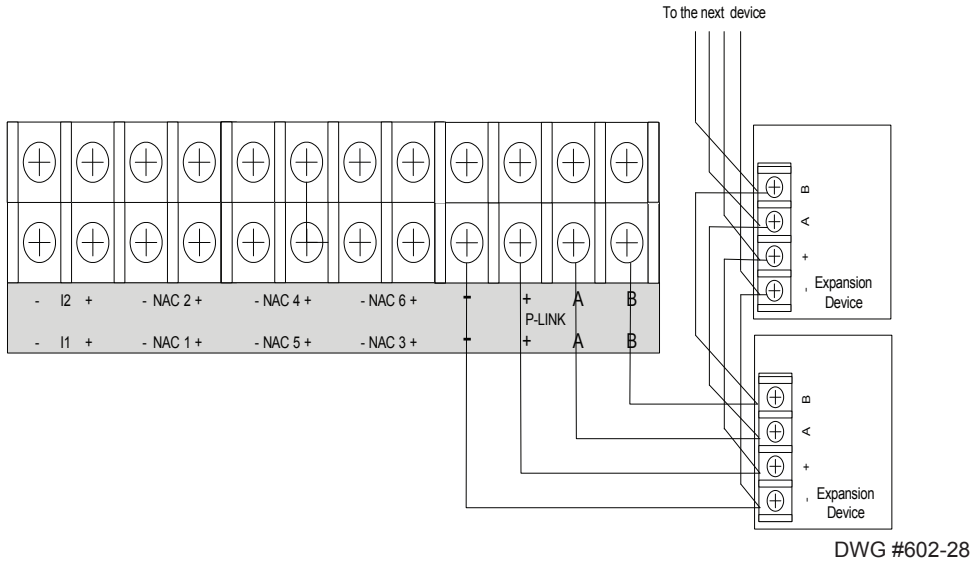 To the next device
B
A
+
-
Expansion
Device
- I2 + - NAC 2 + - NAC 4 + - NAC 6 + - + A B
P-LINK
- I1 + - NAC 1 + - NAC 5 + - NAC 3 + - + A B
B
A
+
-
Expansion
Device
DWG #602-28